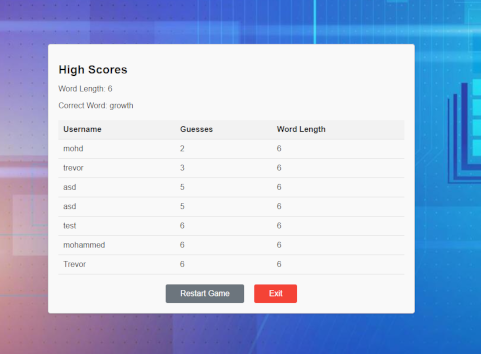 High Scores
Word Length: 6
Correct Word: growth
Username Guesses Word Length
mohd 2 6
trevor 3 6
asd 5 6
asd 5 6
test 6 6
mohammed 6 6
Trevor 6 6
Restart Game Exit